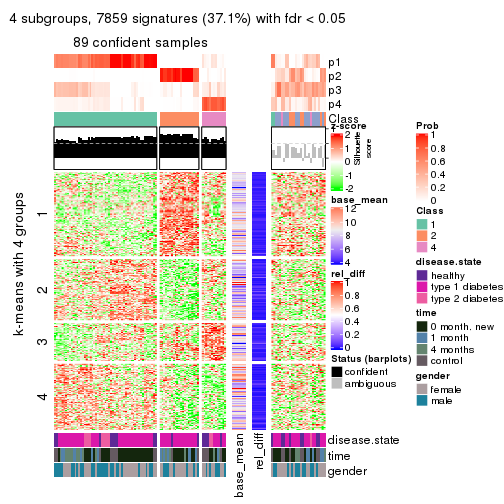 4 subgroups, 7859 signatures (37.1%) with fdr < 0.05
89 confident samples
p1
p2
p3
p4
Class
k-means with 4 groups
1
2
3
4
z-score
2
1
0
-1
-2
Silhouette
score
base_mean
12
10
8
6
4
rel_diff
1
0.8
0.6
0.4
0.2
0
Status (barplots)
confident
ambiguous
Prob
1
0.8
0.6
0.4
0.2
0
Class
1
2
4
disease.state
healthy
type 1 diabetes
type 2 diabetes
time
0 month, new
1 month
4 months
control
gender
female
male
disease.state
time
gender
base_mean
rel_diff